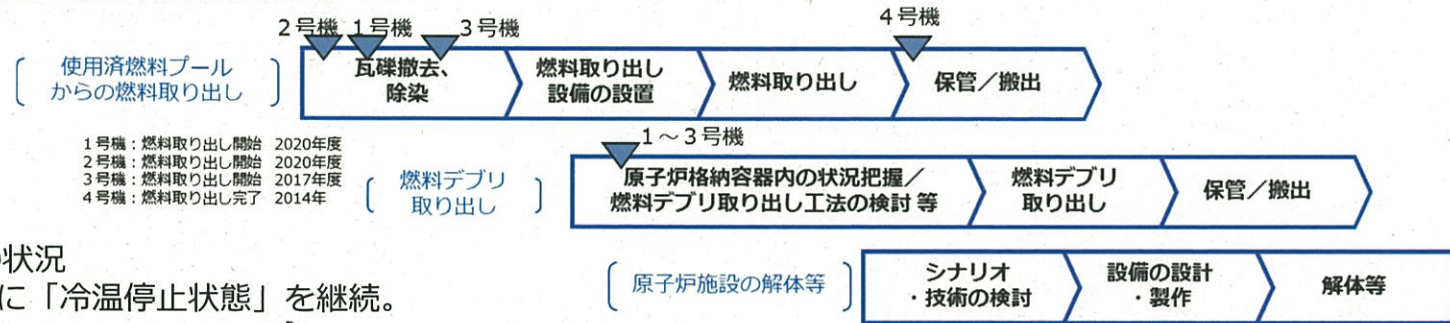 2号機 1号機 3号機 4号機
使用済燃料プール
からの燃料取り出し
瓦礫撤去、
除染
燃料取り出し
設備の設置
燃料取り出し
保管/搬出
1号機:燃料取り出し開始 2020年度
2号機:燃料取り出し開始 2020年度
3号機:燃料取り出し開始 2017年度
4号機:燃料取り出し完了 2014年
1~3号機
燃料デブリ
取り出し
原子炉格納容器内の状況把握/
燃料デブリ取り出し工法の検討 等
燃料デブリ
取り出し
保管/搬出
の状況
に「冷温停止状態」を継続。
原子炉施設の解体等
シナリオ
・技術の検討
設備の設計
・製作
解体等